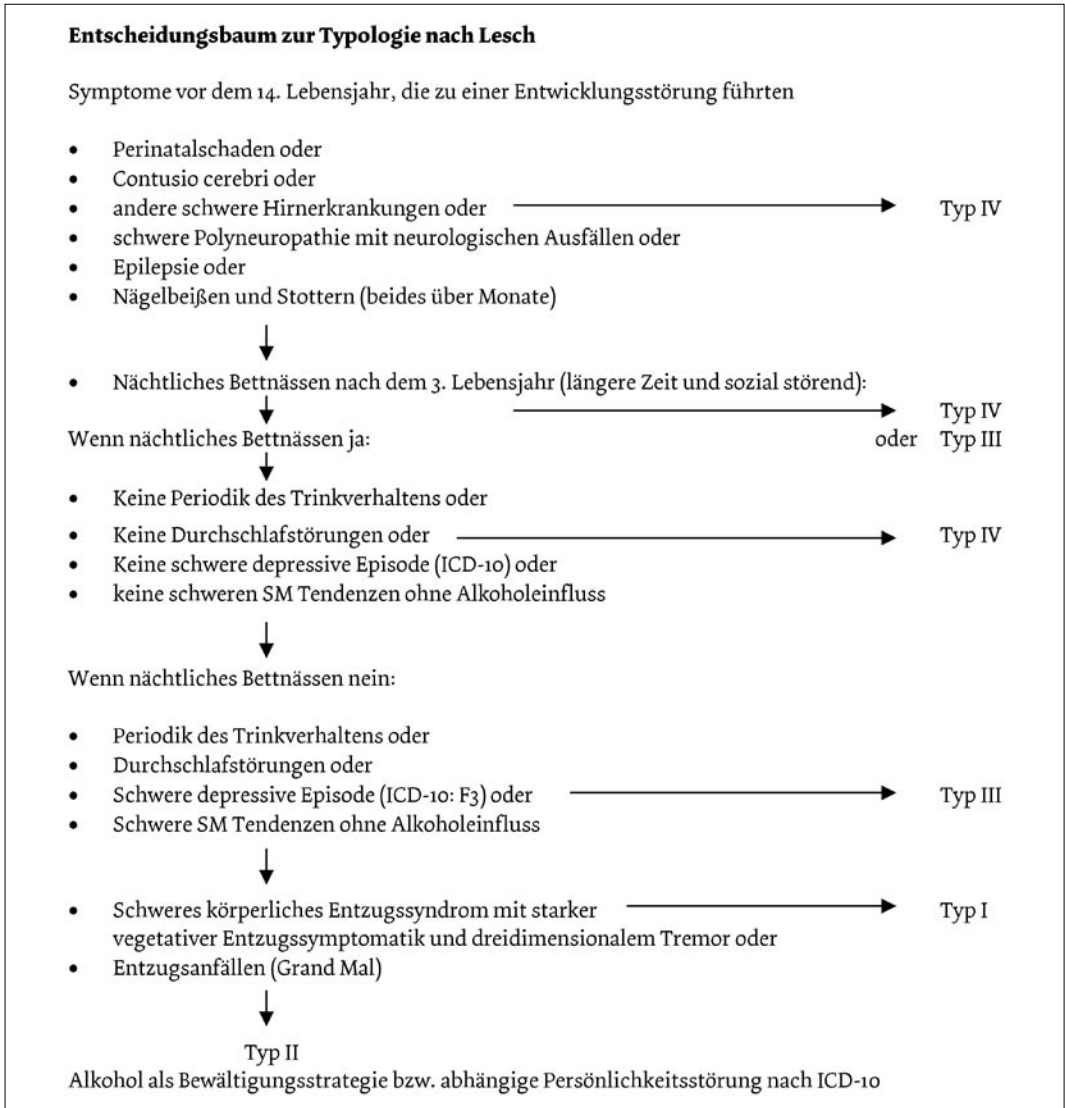 Entscheidungsbaum zur Typologie nach Lesch
Symptome vor dem 14. Lebensjahr, die zu einer Entwicklungsstörung führten
• Perinatalschaden oder
• Contusio cerebri oder
• andere schwere Hirnerkrankungen oder Typ IV
• schwere Polyneuropathie mit neurologischen Ausfällen oder
• Epilepsie oder
• Nägelbeißen und Stottern (beides über Monate)
• Nächtliches Bettnässen nach dem 3. Lebensjahr (längere Zeit und sozial störend):
Typ IV
Wenn nächtliches Bettnässen ja: oder Typ III
• Keine Periodik des Trinkverhaltens oder
• Keine Durchschlafstörungen oder Typ IV
• Keine schwere depressive Episode (ICD-10) oder
• keine schweren SM Tendenzen ohne Alkoholeinfluss
Wenn nächtliches Bettnässen nein:
• Periodik des Trinkverhaltens oder
• Durchschlafstörungen oder
• Schwere depressive Episode (ICD-10: F3) oder Typ III
• Schwere SM Tendenzen ohne Alkoholeinfluss
• Schweres körperliches Entzugssyndrom mit starker Typ I
vegetativer Entzugssymptomatik und dreidimensionalem Tremor oder
• Entzugsanfällen (Grand Mal)
Typ II
Alkohol als Bewältigungsstrategie bzw. abhängige Persönlichkeitsstörung nach ICD-10